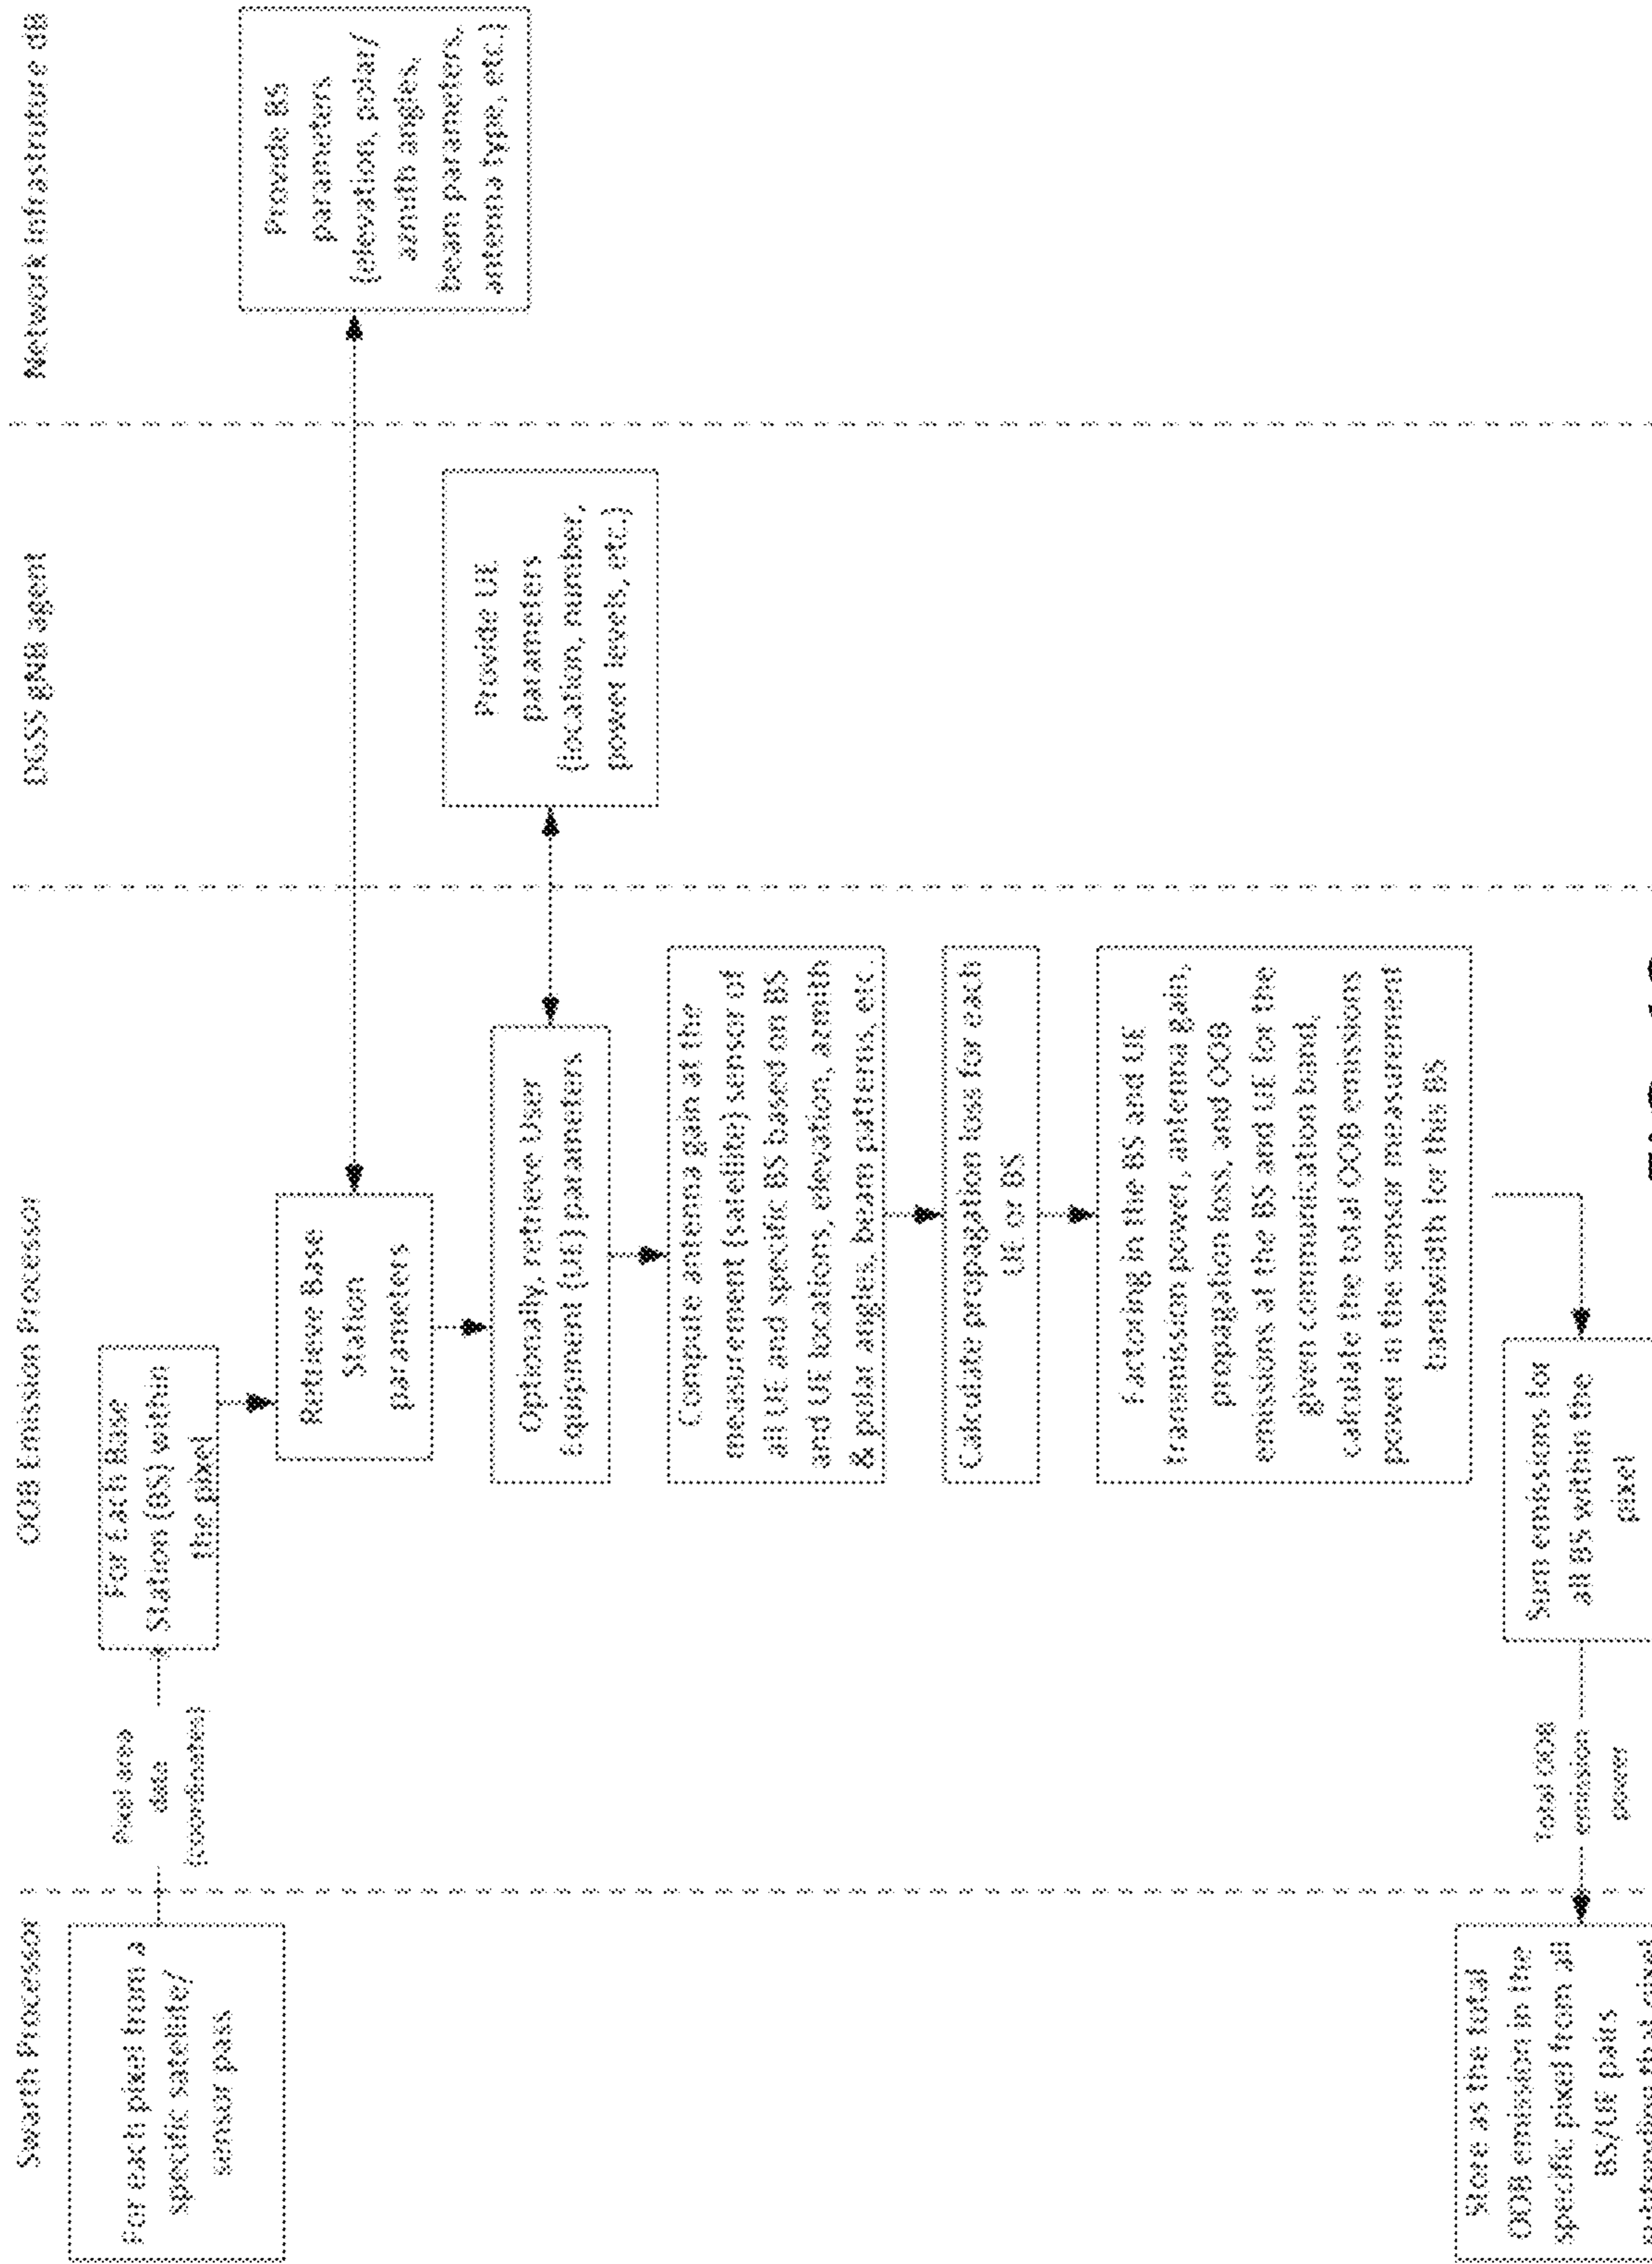 Swarth Processor
OOB Emission Processor
DGSS gNB agent
Network Infrastruture dB
For each pixel from a
specific satellite/
sensor pass
Pixel area
data
(coordinates)
For Each Base
Station (BS) within
the pixel
Retrieve Base
Station
parameters
Provide BS
parameters
(elevation, polar/
azmith angles,
beam parameters,
antenna type, etc.)
Optionally, retrieve User
Equigment (UE) parameters
Provide UE
parameters
(location, number,
power levels, etc.)
Compute antenna gain at the
measurement (satellite) sensor of
all UE and specific BS based on BS
and UE locations, elevation, azmith
& polar angles, beam patterns, etc.
Calculate propagation loss for each
UE or BS
Factoring in the BS and UE
transmission power, antenna gain,
propagation loss, and OOB
emissions at the BS and UE for the
given communication band,
calculate the total OOB emissions
power in the sensor measurement
bandwidth for this BS
Sum emissions for
all BS within the
pixel
Total OOB
emission
power
Store as the total
OOB emission in the
specific pixel from all
BS/UE pairs